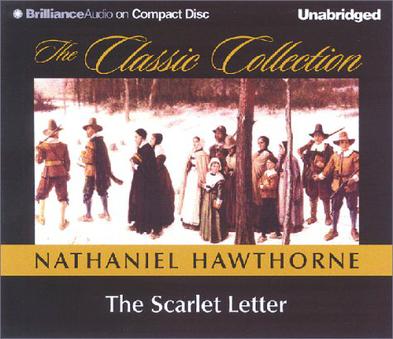 BrillianceAudio on Compact Disc
Unabridged
The Classic Collection
NATHANIEL HAWTHORNE
The Scarlet Letter